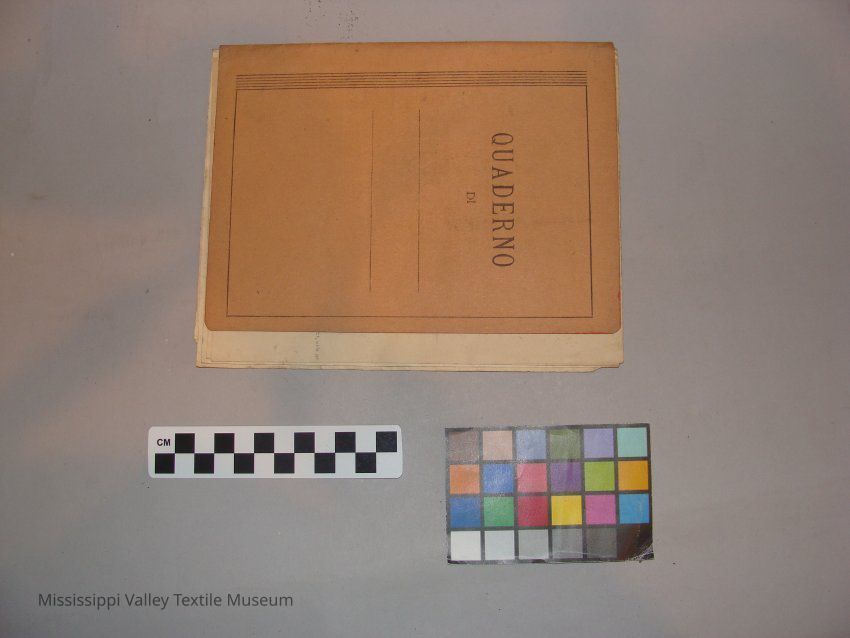 QUADERNO
DI
CM
Mississippi Valley Textile Museum